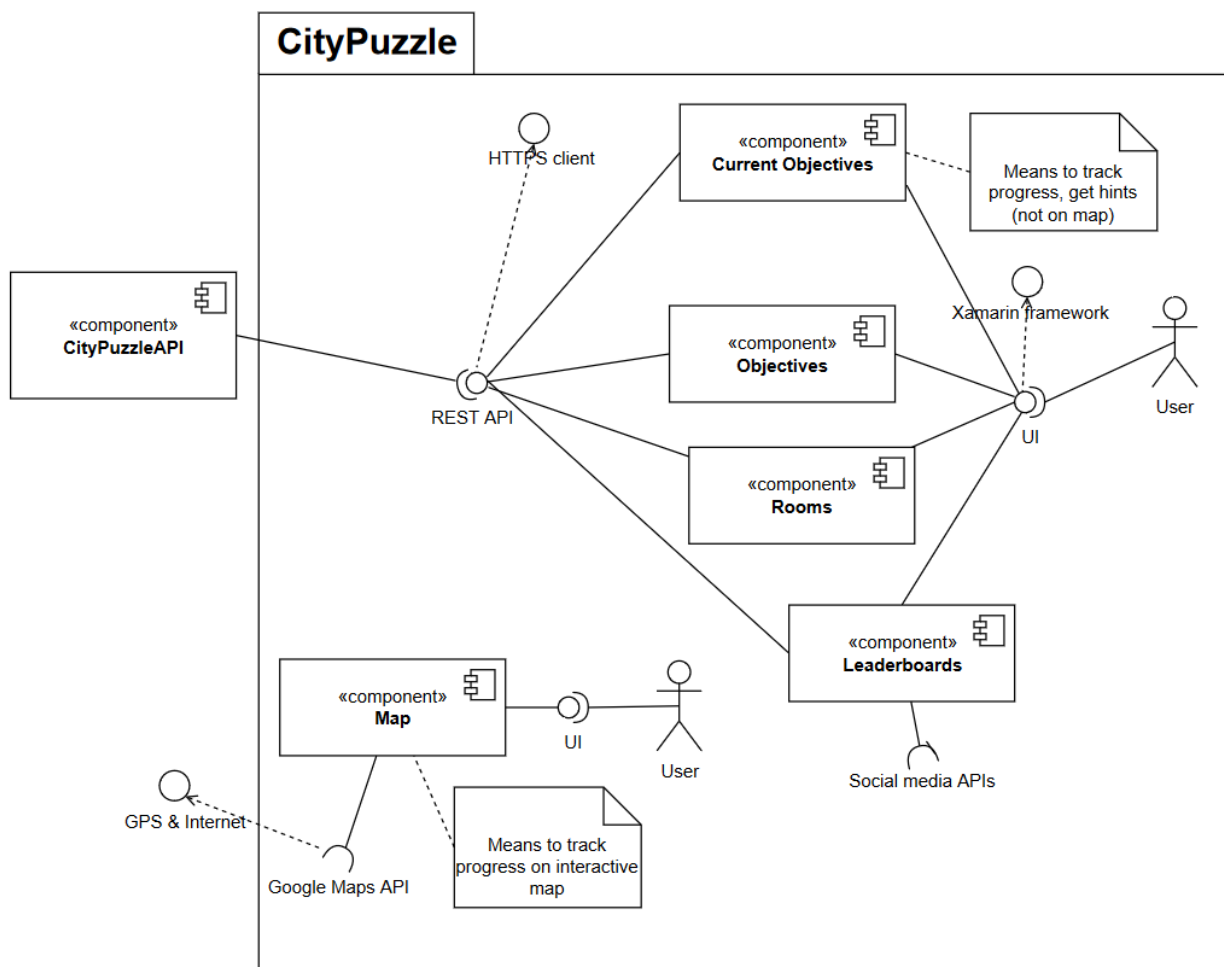 CityPuzzle
HTTPS client
«component»
Current Objectives
Means to track
progress, get hints
(not on map)
«component»
CityPuzzleAPI
REST API
«component»
Objectives
Xamarin framework
User
UI
«component»
Rooms
«component»
Leaderboards
Social media APIs
«component»
Map
UI
User
GPS & Internet
Google Maps API
Means to track
progress on interactive
map